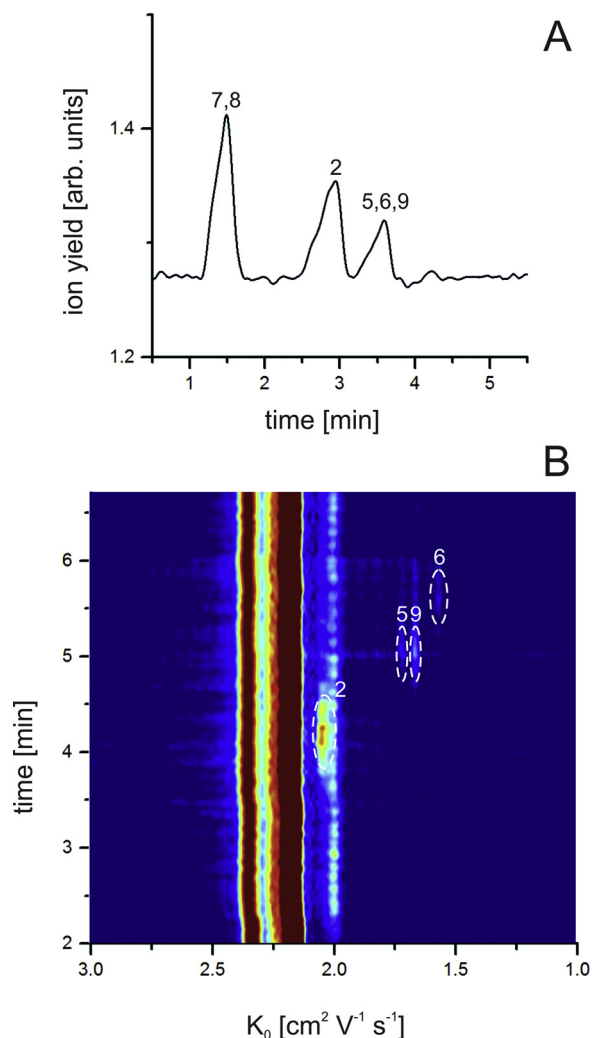 A
ion yield [arb. units]
1.4
1.2
7,8
2
5,6,9
1 2 3 4 5
time [min]
B
time [min]
6
5
4
3
2
6
5 9
2
3.0 2.5 2.0 1.5 1.0
K₀ [cm² V⁻¹ s⁻¹]